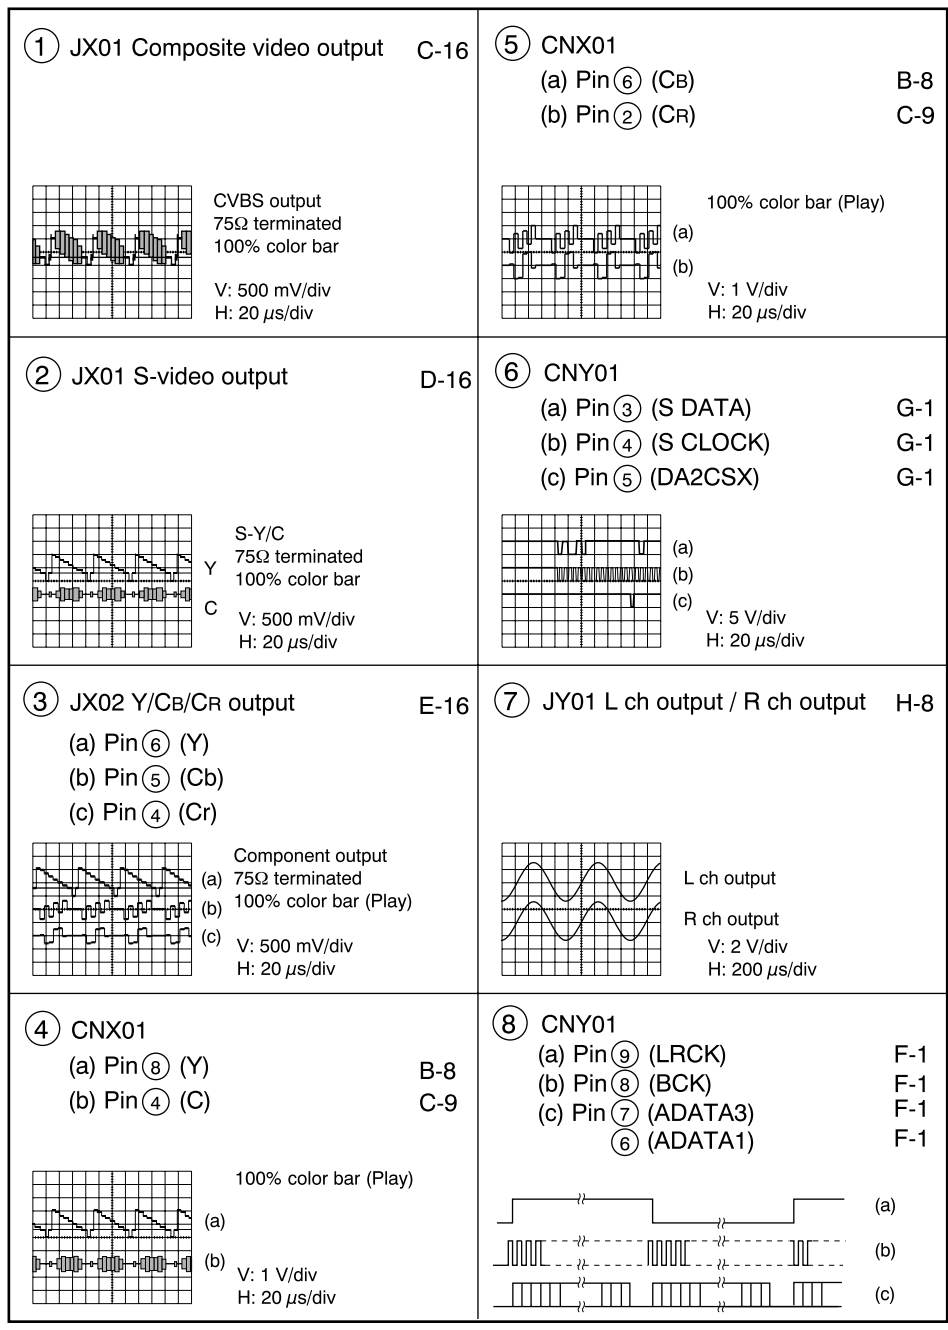 ① JX01 Composite video output C-16
CVBS output
75Ω terminated
100% color bar
V: 500 mV/div
H: 20 µs/div
② JX01 S-video output D-16
S-Y/C
75Ω terminated
100% color bar
Y
C
V: 500 mV/div
H: 20 µs/div
③ JX02 Y/CB/CR output E-16
(a) Pin ⑥ (Y)
(b) Pin ⑤ (Cb)
(c) Pin ④ (Cr)
Component output
75Ω terminated
100% color bar (Play)
(a)
(b)
(c)
V: 500 mV/div
H: 20 µs/div
④ CNX01
(a) Pin ⑧ (Y) B-8
(b) Pin ④ (C) C-9
100% color bar (Play)
(a)
(b)
V: 1 V/div
H: 20 µs/div
⑤ CNX01
(a) Pin ⑥ (CB) B-8
(b) Pin ② (CR) C-9
100% color bar (Play)
(a)
(b)
V: 1 V/div
H: 20 µs/div
⑥ CNY01
(a) Pin ③ (S DATA) G-1
(b) Pin ④ (S CLOCK) G-1
(c) Pin ⑤ (DA2CSX) G-1
(a)
(b)
(c)
V: 5 V/div
H: 20 µs/div
⑦ JY01 L ch output / R ch output H-8
L ch output
R ch output
V: 2 V/div
H: 200 µs/div
⑧ CNY01
(a) Pin ⑨ (LRCK) F-1
(b) Pin ⑧ (BCK) F-1
(c) Pin ⑦ (ADATA3) F-1
⑥ (ADATA1) F-1
(a)
(b)
(c)